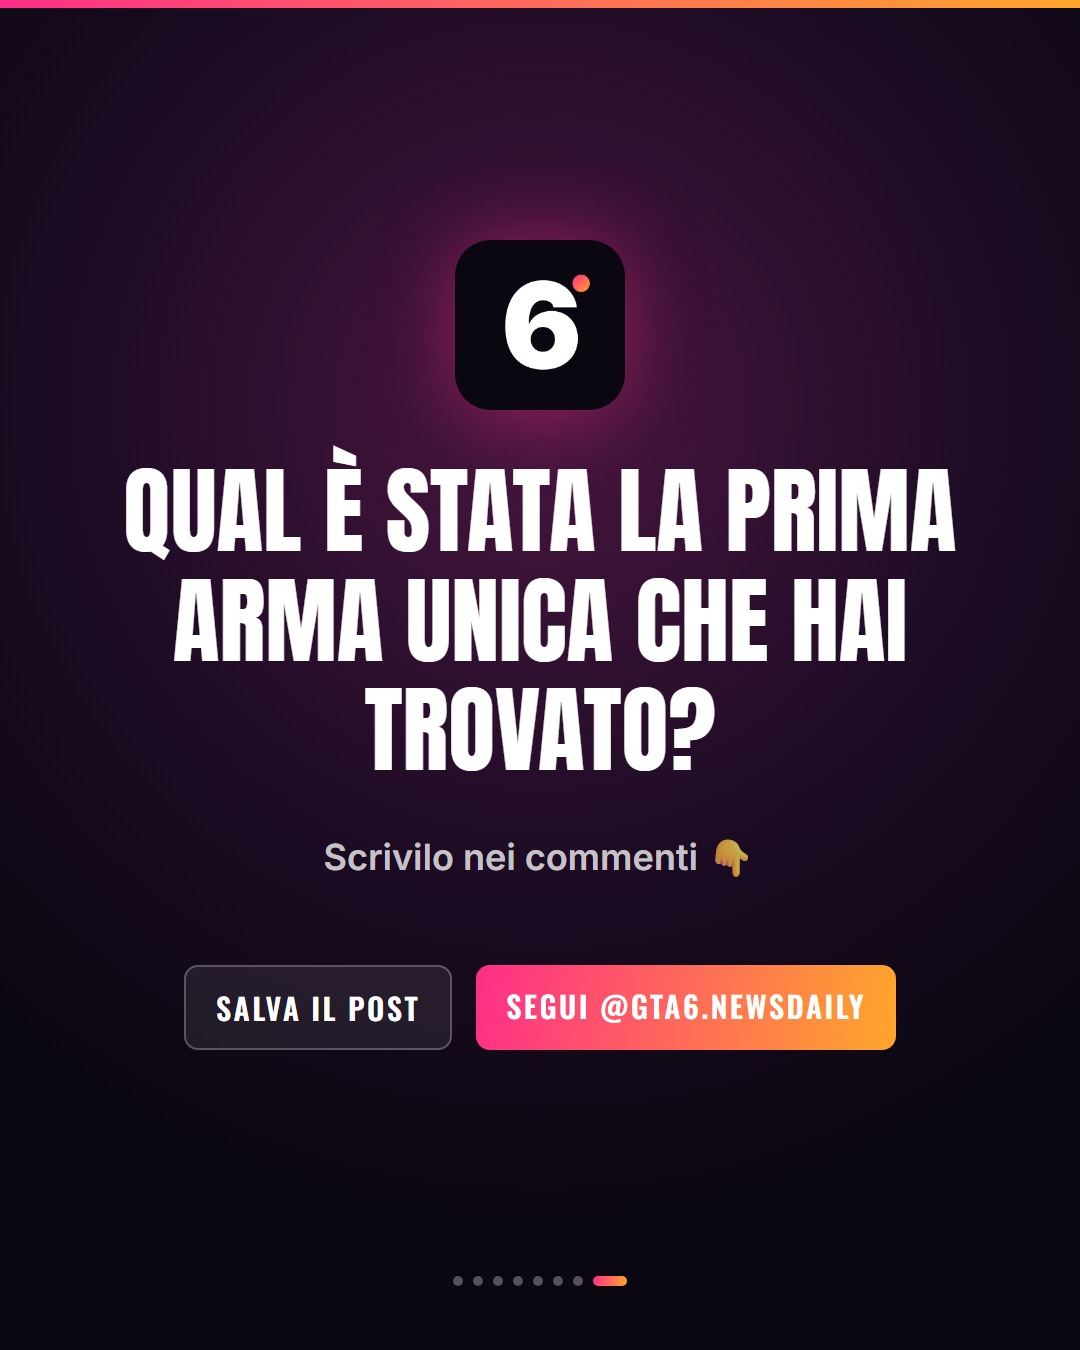 6
QUAL È STATA LA PRIMA
ARMA UNICA CHE HAI
TROVATO?
Scrivilo nei commenti 👇
SALVA IL POST
SEGUI @GTA6.NEWSDAILY